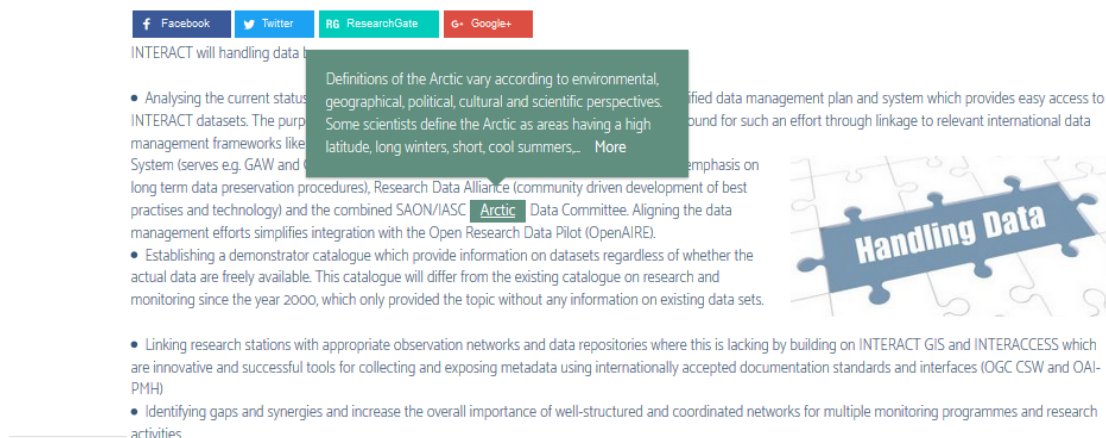 Facebook
Twitter
RG ResearchGate
G+ Google+
INTERACT will handling data
Definitions of the Arctic vary according to environmental,
geographical, political, cultural and scientific perspectives.
Some scientists define the Arctic as areas having a high
latitude, long winters, short, cool summers,... More
• Analysing the current status ified data management plan and system which provides easy access to
INTERACT datasets. The purp ound for such an effort through linkage to relevant international data
management frameworks like
System (serves e.g. GAW and emphasis on
long term data preservation procedures), Research Data Alliance (community driven development of best
practises and technology) and the combined SAON/IASC Arctic Data Committee. Aligning the data
management efforts simplifies integration with the Open Research Data Pilot (OpenAIRE).
• Establishing a demonstrator catalogue which provide information on datasets regardless of whether the
actual data are freely available. This catalogue will differ from the existing catalogue on research and
monitoring since the year 2000, which only provided the topic without any information on existing data sets.
Handling Data
• Linking research stations with appropriate observation networks and data repositories where this is lacking by building on INTERACT GIS and INTERACCESS which
are innovative and successful tools for collecting and exposing metadata using internationally accepted documentation standards and interfaces (OGC CSW and OAI-
PMH)
• Identifying gaps and synergies and increase the overall importance of well-structured and coordinated networks for multiple monitoring programmes and research
activities